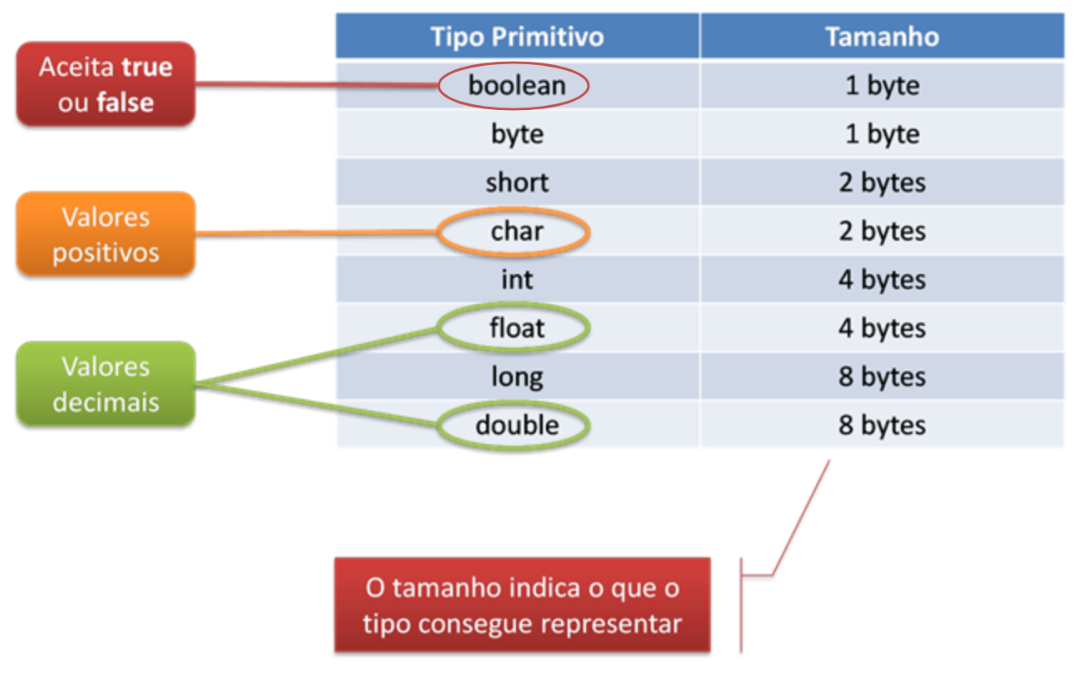 Tipo Primitivo Tamanho
Aceita true
ou false
boolean 1 byte
byte 1 byte
short 2 bytes
Valores
positivos
char 2 bytes
int 4 bytes
float 4 bytes
Valores
decimais
long 8 bytes
double 8 bytes
O tamanho indica o que o
tipo consegue representar